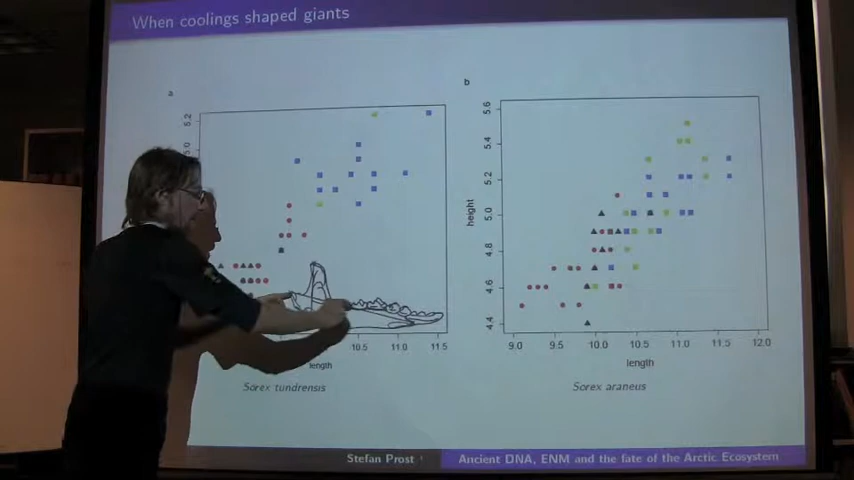 When coolings shaped giants
a
b
5.2
5.0
10.5 11.0 11.5
length
Sorex tundrensis
5.6
5.4
5.2
5.0
4.8
4.6
4.4
height
9.0 9.5 10.0 10.5 11.0 11.5 12.0
length
Sorex araneus
Stefan Prost
Ancient DNA, ENM and the fate of the Arctic Ecosystem